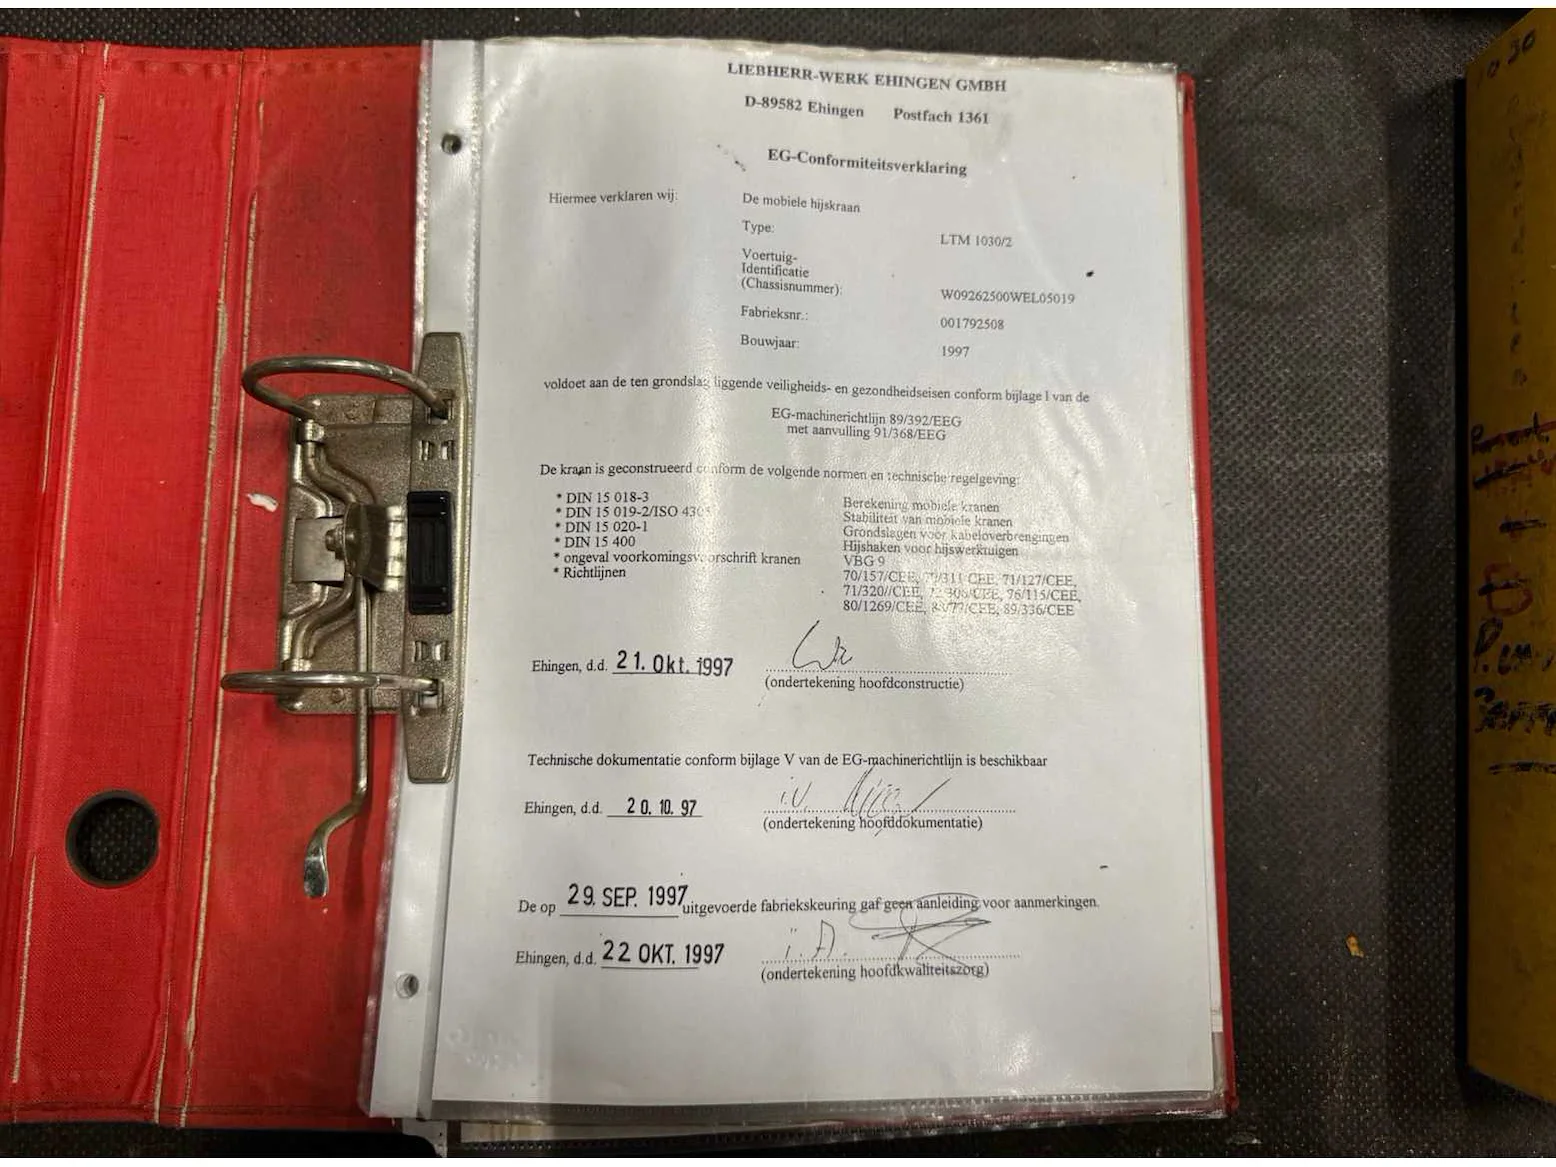 LIEBHERR-WERK EHINGEN GMBH
D-89582 Ehingen Postfach 1361
EG-Conformiteitsverklaring
Hiermee verklaren wij: De mobiele hijskraan
Type: LTM 1030/2
Voertuig-
Identificatie
(Chassisnummer): W09262500WEL05019
Fabrieksnr.: 001792508
Bouwjaar: 1997
voldoet aan de ten grondslag liggende veiligheids- en gezondheidseisen conform bijlage I van de
EG-machinerichtlijn 89/392/EEG
met aanvulling 91/368/EEG
De kraan is geconstrueerd conform de volgende normen en technische regelgeving:
* DIN 15 018-3 Berekening mobiele kranen
* DIN 15 019-2/ISO Stabiliteit van mobiele kranen
* DIN 15 020-1 Grondslagen voor kabeloverbrengingen
* DIN 15 400 Hijshaken voor hijswerktuigen
* ongeval voorkomingsvoorschrift kranen VBG 9
* Richtlijnen 70/157/CEE, CEE, 71/127/CEE,
71/320//CEE, 76/115/CEE,
80/1269/CEE, 89/336/CEE
Ehingen, d.d. 21. Okt. 1997
(ondertekening hoofdconstructie)
Technische dokumentatie conform bijlage V van de EG-machinerichtlijn is beschikbaar
Ehingen, d.d. 20. 10. 97 i.V.
(ondertekening hoofddokumentatie)
De op 29. SEP. 1997 uitgevoerde fabriekskeuring gaf geen aanleiding voor aanmerkingen.
Ehingen, d.d. 22 OKT. 1997 i.A.
(ondertekening hoofdkwaliteitszorg)
1030